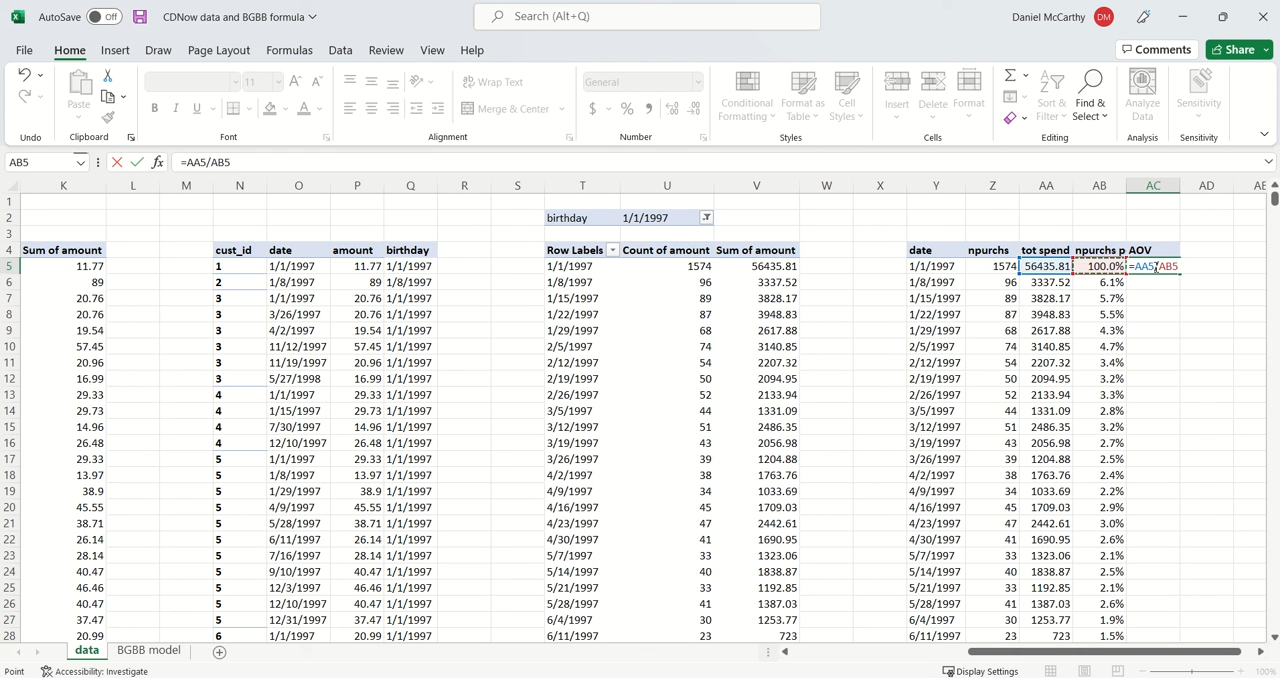 AutoSave Off CDNow data and BGBB formula Search (Alt+Q) Daniel McCarthy DM
File Home Insert Draw Page Layout Formulas Data Review View Help Comments Share
11 Wrap Text General
Paste B I U Merge & Center $ % Conditional Formatting Format as Table Cell Styles Insert Delete Format Sort & Filter Find & Select Analyze Data Sensitivity
Undo Clipboard Font Alignment Number Styles Cells Editing Analysis Sensitivity
AB5 fx =AA5/AB5
K L M N O P Q R S T U V W X Y Z AA AB AC AD AE
1
2 birthday 1/1/1997
3
4 Sum of amount cust_id date amount birthday Row Labels Count of amount Sum of amount date npurchs tot spend npurchs p AOV
5 11.77 1 1/1/1997 11.77 1/1/1997 1/1/1997 1574 56435.81 1/1/1997 1574 56435.81 100.0% =AA5/AB5
6 89 2 1/8/1997 89 1/8/1997 1/8/1997 96 3337.52 1/8/1997 96 3337.52 6.1%
7 20.76 3 1/1/1997 20.76 1/1/1997 1/15/1997 89 3828.17 1/15/1997 89 3828.17 5.7%
8 20.76 3 3/26/1997 20.76 1/1/1997 1/22/1997 87 3948.83 1/22/1997 87 3948.83 5.5%
9 19.54 3 4/2/1997 19.54 1/1/1997 1/29/1997 68 2617.88 1/29/1997 68 2617.88 4.3%
10 57.45 3 11/12/1997 57.45 1/1/1997 2/5/1997 74 3140.85 2/5/1997 74 3140.85 4.7%
11 20.96 3 11/19/1997 20.96 1/1/1997 2/12/1997 54 2207.32 2/12/1997 54 2207.32 3.4%
12 16.99 3 5/27/1998 16.99 1/1/1997 2/19/1997 50 2094.95 2/19/1997 50 2094.95 3.2%
13 29.33 4 1/1/1997 29.33 1/1/1997 2/26/1997 52 2133.94 2/26/1997 52 2133.94 3.3%
14 29.73 4 1/15/1997 29.73 1/1/1997 3/5/1997 44 1331.09 3/5/1997 44 1331.09 2.8%
15 14.96 4 7/30/1997 14.96 1/1/1997 3/12/1997 51 2486.35 3/12/1997 51 2486.35 3.2%
16 26.48 4 12/10/1997 26.48 1/1/1997 3/19/1997 43 2056.98 3/19/1997 43 2056.98 2.7%
17 29.33 5 1/1/1997 29.33 1/1/1997 3/26/1997 39 1204.88 3/26/1997 39 1204.88 2.5%
18 13.97 5 1/8/1997 13.97 1/1/1997 4/2/1997 38 1763.76 4/2/1997 38 1763.76 2.4%
19 38.9 5 1/29/1997 38.9 1/1/1997 4/9/1997 34 1033.69 4/9/1997 34 1033.69 2.2%
20 45.55 5 4/9/1997 45.55 1/1/1997 4/16/1997 45 1709.03 4/16/1997 45 1709.03 2.9%
21 38.71 5 5/28/1997 38.71 1/1/1997 4/23/1997 47 2442.61 4/23/1997 47 2442.61 3.0%
22 26.14 5 6/11/1997 26.14 1/1/1997 4/30/1997 41 1690.95 4/30/1997 41 1690.95 2.6%
23 28.14 5 7/16/1997 28.14 1/1/1997 5/7/1997 33 1323.06 5/7/1997 33 1323.06 2.1%
24 40.47 5 9/10/1997 40.47 1/1/1997 5/14/1997 40 1838.87 5/14/1997 40 1838.87 2.5%
25 46.46 5 12/3/1997 46.46 1/1/1997 5/21/1997 33 1192.85 5/21/1997 33 1192.85 2.1%
26 40.47 5 12/10/1997 40.47 1/1/1997 5/28/1997 41 1387.03 5/28/1997 41 1387.03 2.6%
27 37.47 5 12/31/1997 37.47 1/1/1997 6/4/1997 30 1253.77 6/4/1997 30 1253.77 1.9%
28 20.99 6 1/1/1997 20.99 1/1/1997 6/11/1997 23 723 6/11/1997 23 723 1.5%
data BGBB model
Point Accessibility: Investigate Display Settings 100%